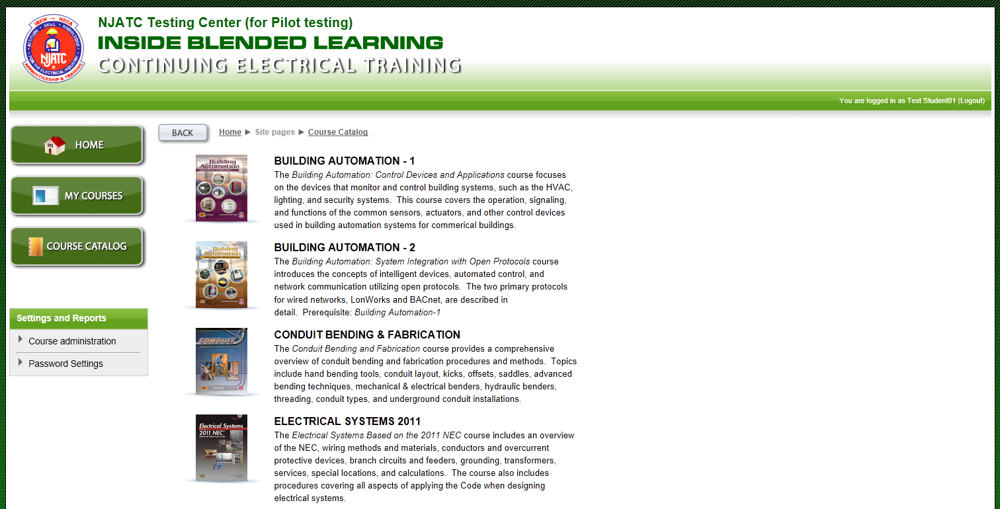 IBEW — NECA
ATTITUDE • SKILL • KNOWLEDGE
NJATC
FOR THE ELECTRICAL INDUSTRY
APPRENTICESHIP & TRAINING
NJATC Testing Center (for Pilot testing)
INSIDE BLENDED LEARNING
CONTINUING ELECTRICAL TRAINING
You are logged in as Test Student01 (Logout)
HOME
MY COURSES
COURSE CATALOG
Settings and Reports
Course administration
Password Settings
BACK
Home ► Site pages ► Course Catalog
Building
Automation
BUILDING AUTOMATION - 1
The Building Automation: Control Devices and Applications course focuses
on the devices that monitor and control building systems, such as the HVAC,
lighting, and security systems.  This course covers the operation, signaling,
and functions of the common sensors, actuators, and other control devices
used in building automation systems for commerical buildings.
Building
Automation
BUILDING AUTOMATION - 2
The Building Automation: System Integration with Open Protocols course
introduces the concepts of intelligent devices, automated control, and
network communication utilizing open protocols.  The two primary protocols
for wired networks, LonWorks and BACnet, are described in
detail.  Prerequisite: Building Automation-1
CONDUIT
BENDING AND FABRICATION
CONDUIT BENDING & FABRICATION
The Conduit Bending and Fabrication course provides a comprehensive
overview of conduit bending and fabrication procedures and methods.  Topics
include hand bending tools, conduit layout, kicks, offsets, saddles, advanced
bending techniques, mechanical & electrical benders, hydraulic benders,
threading, conduit types, and underground conduit installations.
Electrical Systems
2011 NEC
National Electrical Code
ELECTRICAL SYSTEMS 2011
The Electrical Systems Based on the 2011 NEC course includes an overview
of the NEC, wiring methods and materials, conductors and overcurrent
protective devices, branch circuits and feeders, grounding, transformers,
services, special locations, and calculations.  The course also includes
procedures covering all aspects of applying the Code when designing
electrical systems.